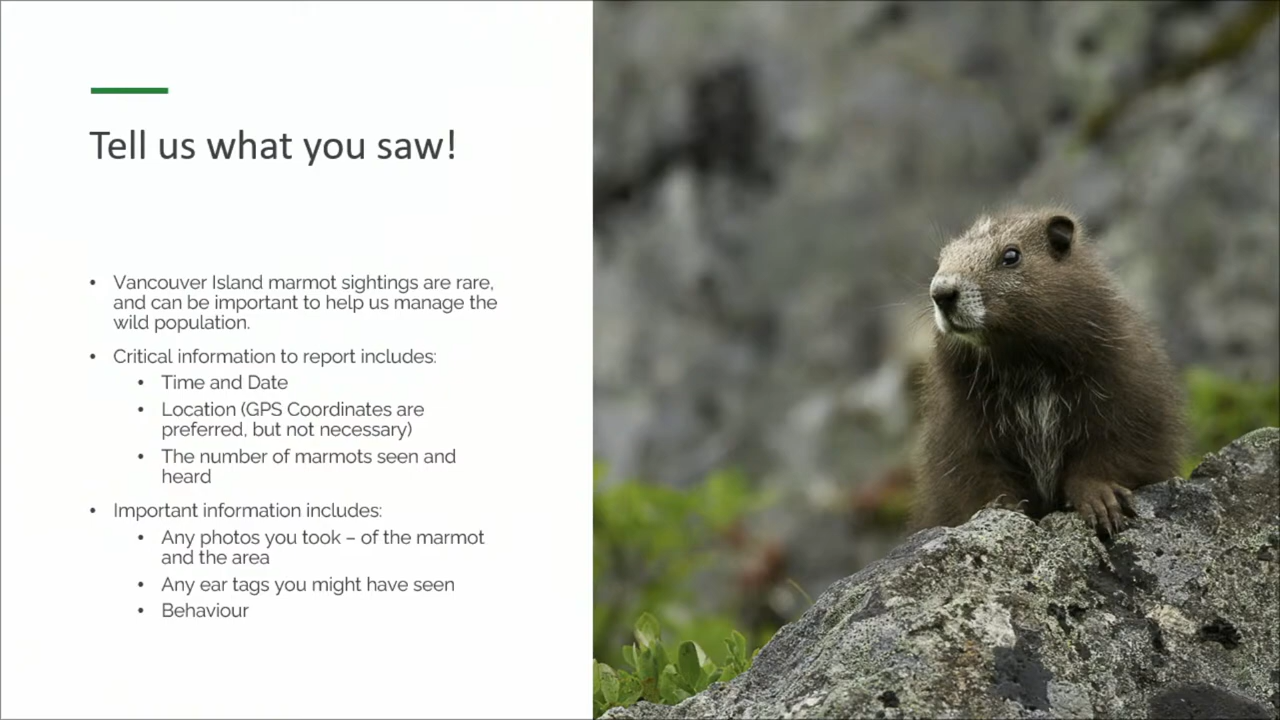 Tell us what you saw!
• Vancouver Island marmot sightings are rare,
and can be important to help us manage the
wild population.
• Critical information to report includes:
• Time and Date
• Location (GPS Coordinates are
preferred, but not necessary)
• The number of marmots seen and
heard
• Important information includes:
• Any photos you took – of the marmot
and the area
• Any ear tags you might have seen
• Behaviour